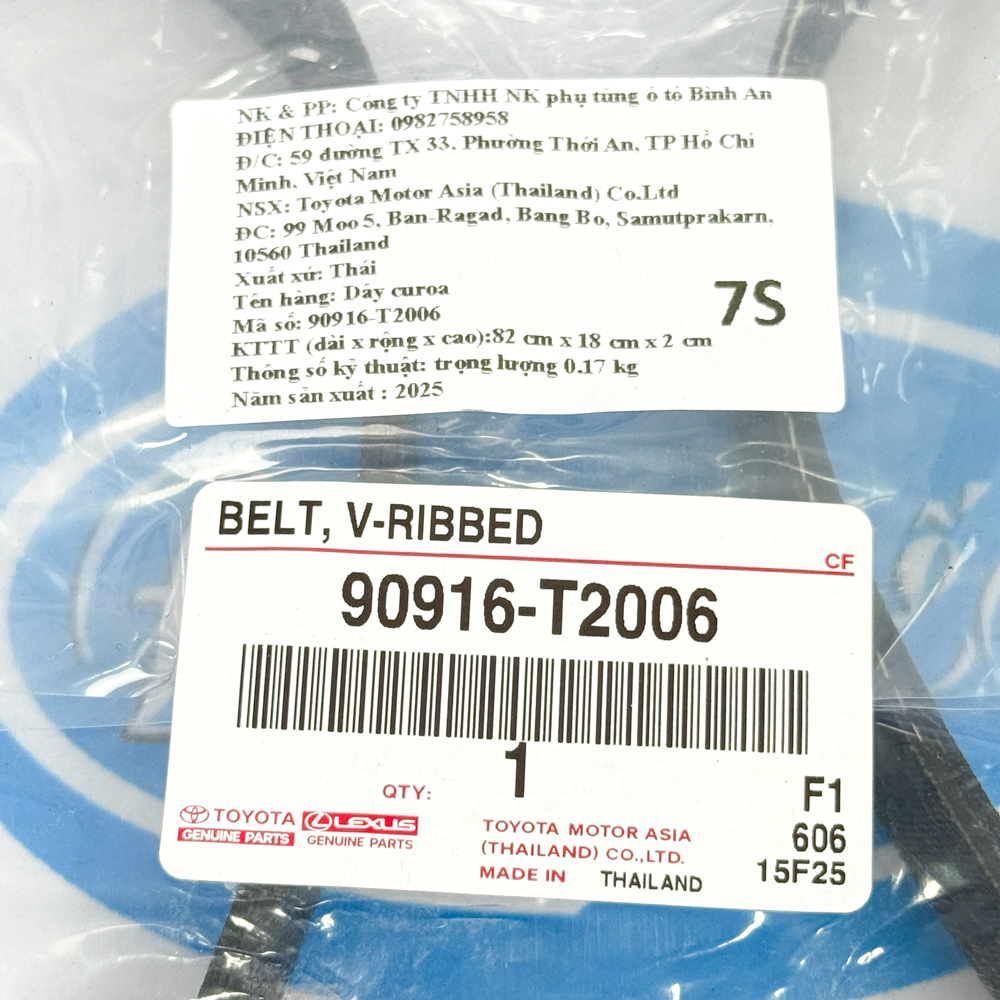 NK & PP: Công ty TNHH NK phụ tùng ô tô Bình An
ĐIỆN THOẠI: 0982758958
Đ/C: 59 đường TX 33, Phường Thới An, TP Hồ Chí
Minh, Việt Nam
NSX: Toyota Motor Asia (Thailand) Co.Ltd
ĐC: 99 Moo 5, Ban-Ragad, Bang Bo, Samutprakarn,
10560 Thailand
Xuất xứ: Thái
Tên hàng: Dây curoa
Mã số: 90916-T2006
7S
KTTT (dài x rộng x cao):82 cm x 18 cm x 2 cm
Thông số kỹ thuật: trọng lượng 0.17 kg
Năm sản xuất : 2025
BELT, V-RIBBED
CF
90916-T2006
QTY: 1
F1
606
15F25
TOYOTA
GENUINE PARTS
LEXUS
GENUINE PARTS
TOYOTA MOTOR ASIA
(THAILAND) CO.,LTD.
MADE IN THAILAND